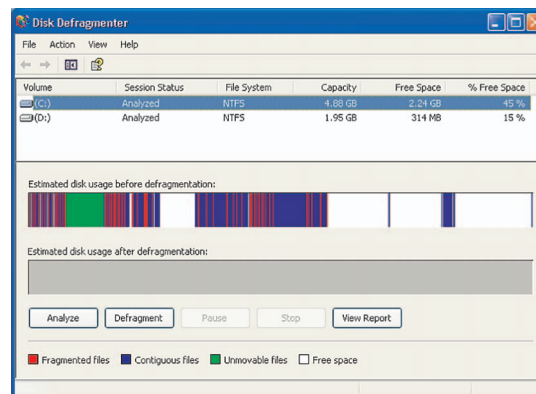 Disk Defragmenter
File Action View Help
Volume Session Status File System Capacity Free Space % Free Space
(C:) Analyzed NTFS 4.88 GB 2.24 GB 45 %
(D:) Analyzed NTFS 1.95 GB 314 MB 15 %
Estimated disk usage before defragmentation:
Estimated disk usage after defragmentation:
Analyze Defragment Pause Stop View Report
Fragmented files Contiguous files Unmovable files Free space